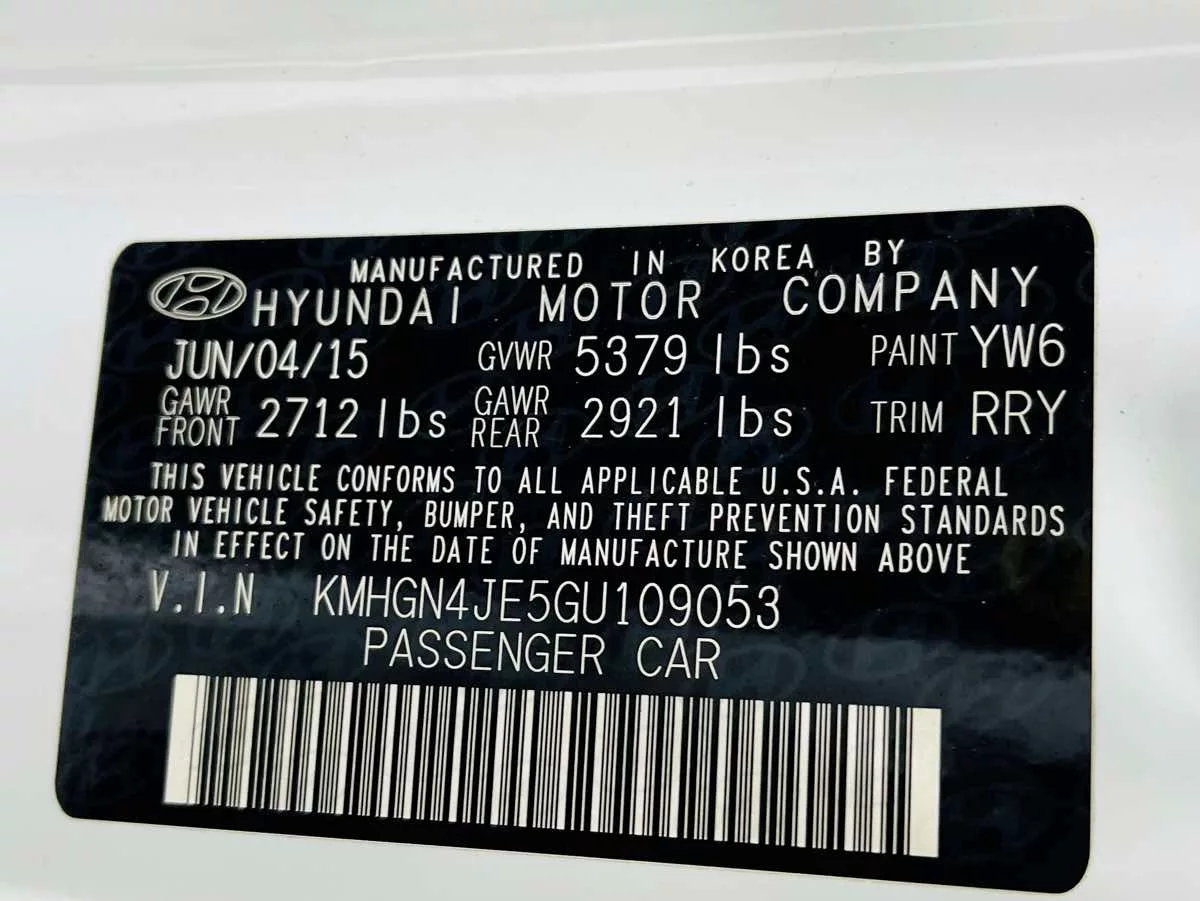 MANUFACTURED IN KOREA BY
HYUNDAI MOTOR COMPANY
JUN/04/15 GVWR 5379 lbs PAINT YW6
GAWR FRONT 2712 lbs GAWR REAR 2921 lbs TRIM RRY
THIS VEHICLE CONFORMS TO ALL APPLICABLE U.S.A. FEDERAL
MOTOR VEHICLE SAFETY, BUMPER, AND THEFT PREVENTION STANDARDS
IN EFFECT ON THE DATE OF MANUFACTURE SHOWN ABOVE
V.I.N KMHGN4JE5GU109053
PASSENGER CAR